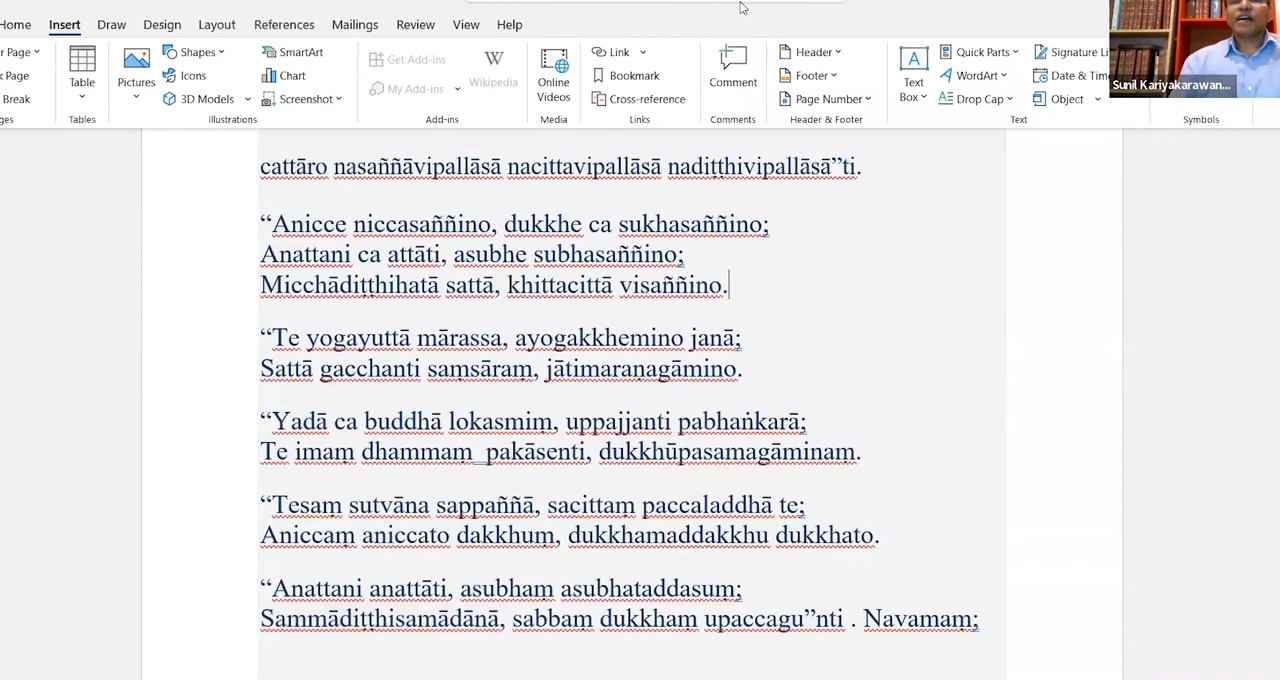 Home Insert Draw Design Layout References Mailings Review View Help
Table
Tables
Pictures
Shapes
Icons
3D Models
SmartArt
Chart
Screenshot
Illustrations
Get Add-ins
My Add-ins
Wikipedia
Add-ins
Online Videos
Media
Link
Bookmark
Cross-reference
Links
Comment
Comments
Header
Footer
Page Number
Header & Footer
Text Box
Quick Parts
WordArt
Drop Cap
Date & Time
Object
Text
Symbols
Sunil Kariyakarawan...
cattāro nasaññāvipallāsā nacittavipallāsā nadiṭṭhivipallāsā”ti.
“Anicce niccasaññino, dukkhe ca sukhasaññino;
Anattani ca attāti, asubhe subhasaññino;
Micchādiṭṭhihatā sattā, khittacittā visaññino.
“Te yogayuttā mārassa, ayogakkhemino janā;
Sattā gacchanti saṃsāraṃ, jātimaraṇagāmino.
“Yadā ca buddhā lokasmiṃ, uppajjanti pabhaṅkarā;
Te imaṃ dhammaṃ pakāsenti, dukkhūpasamagāminaṃ.
“Tesaṃ sutvāna sappaññā, sacittaṃ paccaladdhā te;
Aniccaṃ aniccato dakkhuṃ, dukkhamaddakkhu dukkhato.
“Anattani anattāti, asubhaṃ asubhataddasuṃ;
Sammādiṭṭhisamādānā, sabbaṃ dukkhaṃ upaccagu”nti . Navamaṃ;